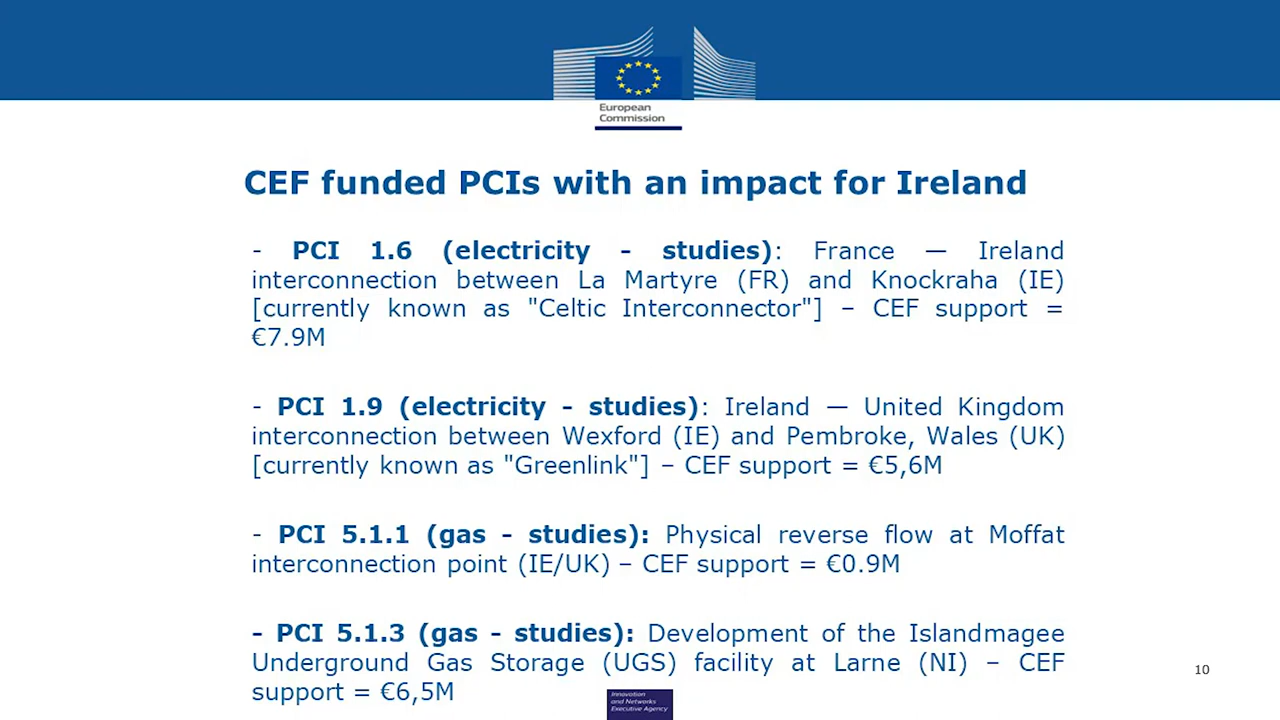 European
Commission
CEF funded PCIs with an impact for Ireland
- PCI 1.6 (electricity - studies): France — Ireland
interconnection between La Martyre (FR) and Knockraha (IE)
[currently known as "Celtic Interconnector"] – CEF support =
€7.9M
- PCI 1.9 (electricity - studies): Ireland — United Kingdom
interconnection between Wexford (IE) and Pembroke, Wales (UK)
[currently known as "Greenlink"] – CEF support = €5,6M
- PCI 5.1.1 (gas - studies): Physical reverse flow at Moffat
interconnection point (IE/UK) – CEF support = €0.9M
- PCI 5.1.3 (gas - studies): Development of the Islandmagee
Underground Gas Storage (UGS) facility at Larne (NI) – CEF
support = €6,5M
10
Innovation
and Networks
Executive Agency